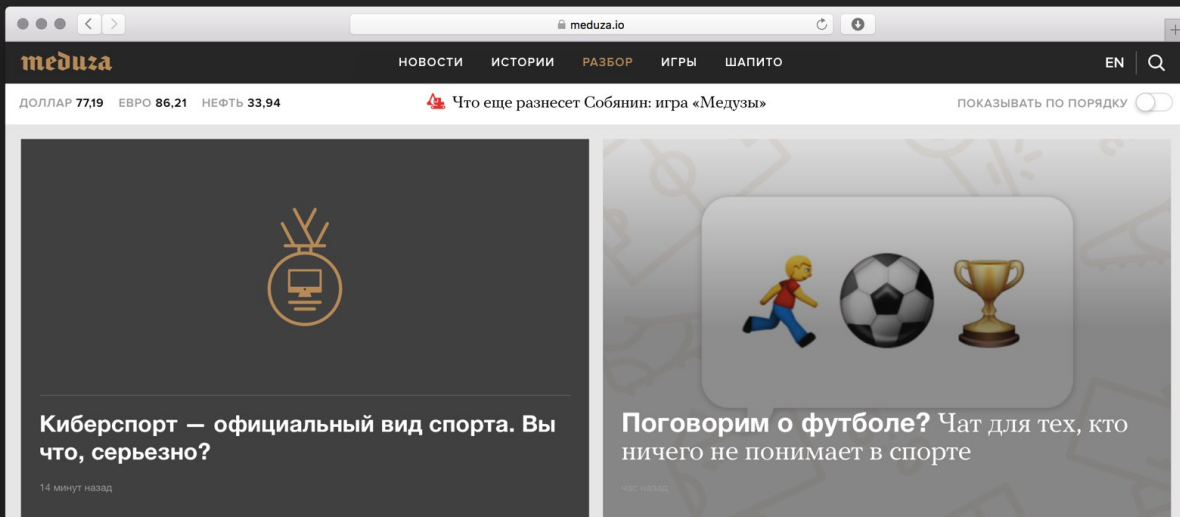 meduza.io
meduza
НОВОСТИ ИСТОРИИ РАЗБОР ИГРЫ ШАПИТО
EN
ДОЛЛАР 77,19 ЕВРО 86,21 НЕФТЬ 33,94
Что еще разнесет Собянин: игра «Медузы»
ПОКАЗЫВАТЬ ПО ПОРЯДКУ
Киберспорт — официальный вид спорта. Вы
что, серьезно?
14 минут назад
Поговорим о футболе? Чат для тех, кто
ничего не понимает в спорте
час назад